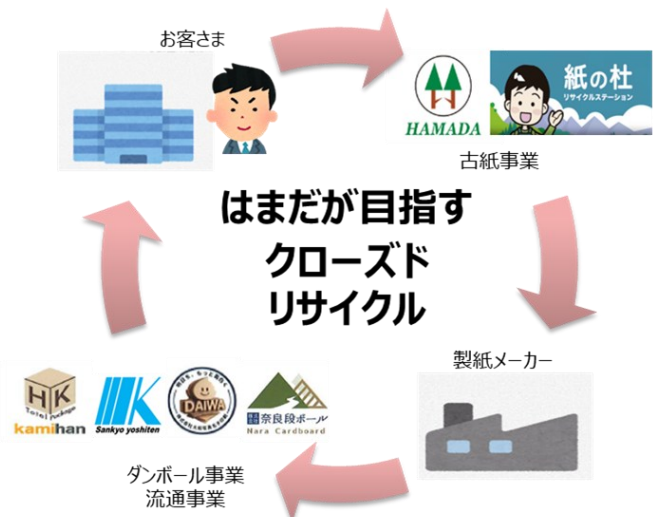 お客さま
HAMADA
紙の杜
リサイクルステーション
古紙事業
はまだが目指す
クローズド
リサイクル
製紙メーカー
HK
Total Package
kamihan
Sankyo yoshiten
DAIWA
奈良段ボール
Nara Cardboard
ダンボール事業
流通事業